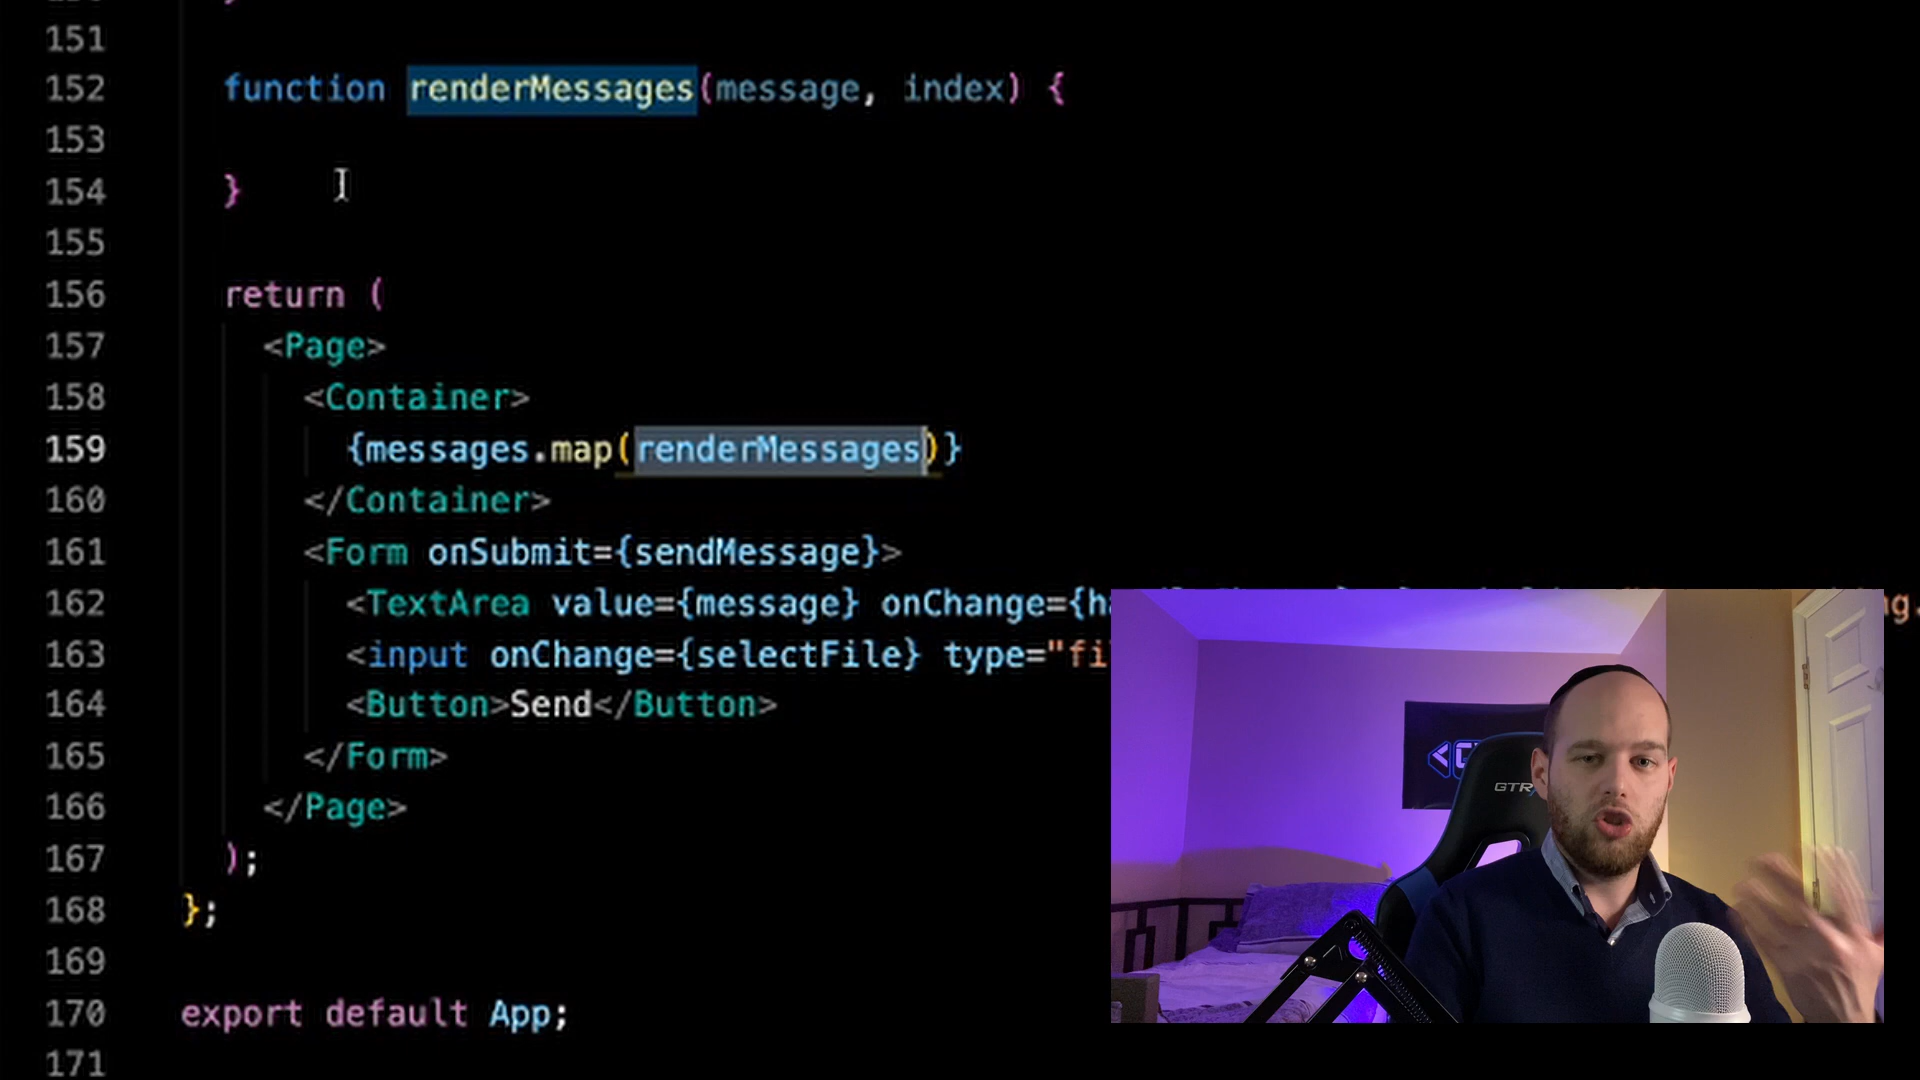 151
152 function renderMessages(message, index) {
153
154 }
155
156 return (
157 <Page>
158 <Container>
159 {messages.map(renderMessages)}
160 </Container>
161 <Form onSubmit={sendMessage}>
162 <TextArea value={message} onChange={h
163 <input onChange={selectFile} type="fi
164 <Button>Send</Button>
165 </Form>
166 </Page>
167 );
168 };
169
170 export default App;
171
GTR